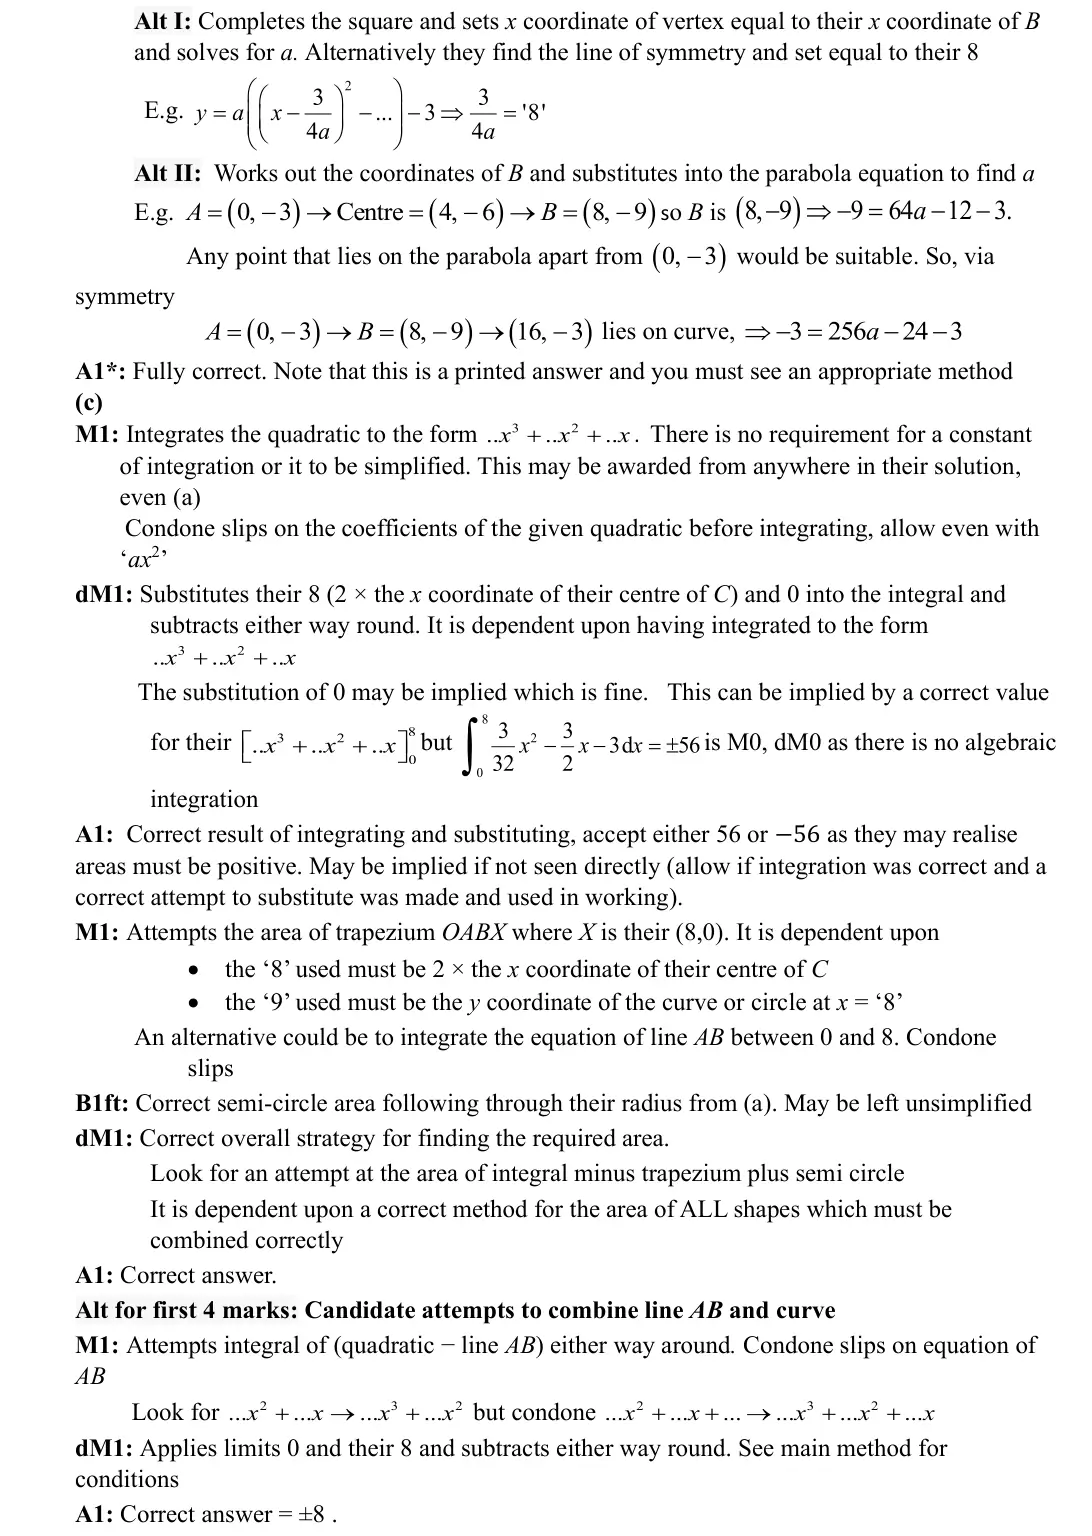 Alt I: Completes the square and sets x coordinate of vertex equal to their x coordinate of B
and solves for a. Alternatively they find the line of symmetry and set equal to their 8
E.g. y = a((x − 3/4a)² − ...) − 3 ⇒ 3/4a = '8'
Alt II: Works out the coordinates of B and substitutes into the parabola equation to find a
E.g. A = (0, −3) → Centre = (4, −6) → B = (8, −9) so B is (8, −9) ⇒ −9 = 64a − 12 − 3.
Any point that lies on the parabola apart from (0, −3) would be suitable. So, via
symmetry
A = (0, −3) → B = (8, −9) → (16, −3) lies on curve, ⇒ −3 = 256a − 24 − 3
A1*: Fully correct. Note that this is a printed answer and you must see an appropriate method
(c)
M1: Integrates the quadratic to the form ..x³ + ..x² + ..x. There is no requirement for a constant
of integration or it to be simplified. This may be awarded from anywhere in their solution,
even (a)
Condone slips on the coefficients of the given quadratic before integrating, allow even with
‘ax²’
dM1: Substitutes their 8 (2 × the x coordinate of their centre of C) and 0 into the integral and
subtracts either way round. It is dependent upon having integrated to the form
..x³ + ..x² + ..x
The substitution of 0 may be implied which is fine. This can be implied by a correct value
for their [..x³ + ..x² + ..x]₀⁸ but ∫₀⁸ 3/32 x² − 3/2 x − 3 dx = ±56 is M0, dM0 as there is no algebraic
integration
A1: Correct result of integrating and substituting, accept either 56 or −56 as they may realise
areas must be positive. May be implied if not seen directly (allow if integration was correct and a
correct attempt to substitute was made and used in working).
M1: Attempts the area of trapezium OABX where X is their (8,0). It is dependent upon
• the ‘8’ used must be 2 × the x coordinate of their centre of C
• the ‘9’ used must be the y coordinate of the curve or circle at x = ‘8’
An alternative could be to integrate the equation of line AB between 0 and 8. Condone
slips
B1ft: Correct semi-circle area following through their radius from (a). May be left unsimplified
dM1: Correct overall strategy for finding the required area.
Look for an attempt at the area of integral minus trapezium plus semi circle
It is dependent upon a correct method for the area of ALL shapes which must be
combined correctly
A1: Correct answer.
Alt for first 4 marks: Candidate attempts to combine line AB and curve
M1: Attempts integral of (quadratic − line AB) either way around. Condone slips on equation of
AB
Look for ...x² + ...x → ...x³ + ...x² but condone ...x² + ...x + ... → ...x³ + ...x² + ...x
dM1: Applies limits 0 and their 8 and subtracts either way round. See main method for
conditions
A1: Correct answer = ±8 .